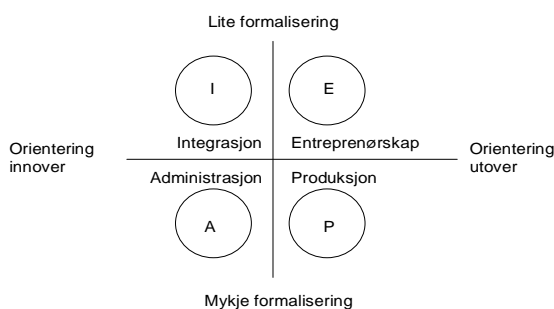 Lite formalisering
I E
Integrasjon Entreprenørskap
Orientering
innover
Orientering
utover
Administrasjon Produksjon
A P
Mykje formalisering